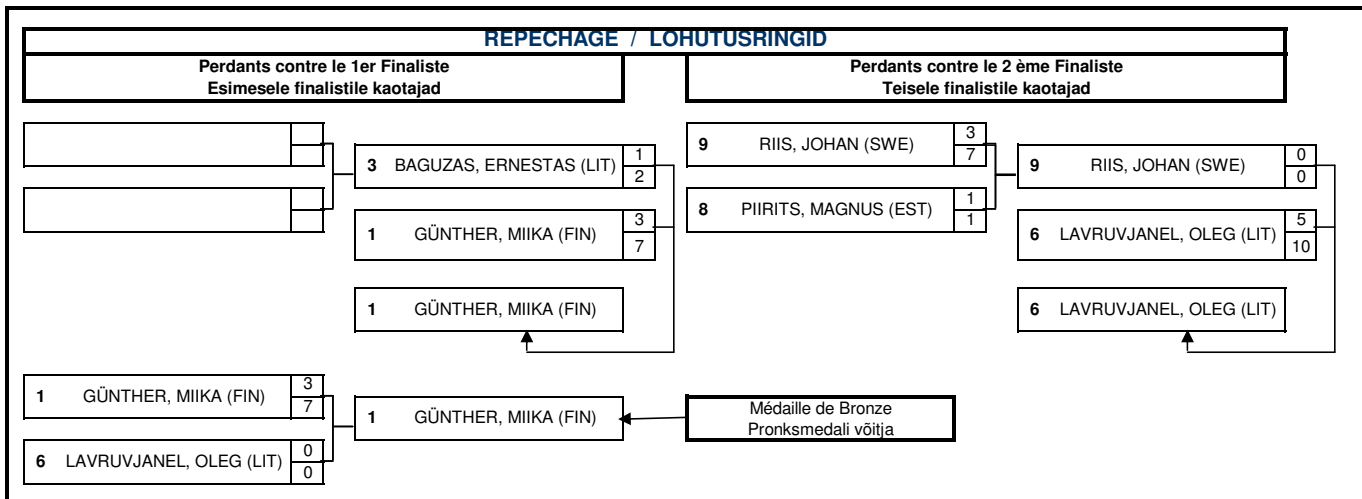 REPECHAGE / LOHUTUSRINGID
Perdants contre le 1er Finaliste
Esimesele finalistile kaotajad
Perdants contre le 2 ème Finaliste
Teisele finalistile kaotajad
3 BAGUZAS, ERNESTAS (LIT) 1
2
1 GÜNTHER, MIIKA (FIN) 3
7
1 GÜNTHER, MIIKA (FIN)
9 RIIS, JOHAN (SWE) 3
7
8 PIIRITS, MAGNUS (EST) 1
1
9 RIIS, JOHAN (SWE) 0
0
6 LAVRUVJANEL, OLEG (LIT) 5
10
6 LAVRUVJANEL, OLEG (LIT)
1 GÜNTHER, MIIKA (FIN) 3
7
6 LAVRUVJANEL, OLEG (LIT) 0
0
1 GÜNTHER, MIIKA (FIN)
Médaille de Bronze
Pronksmedali võitja